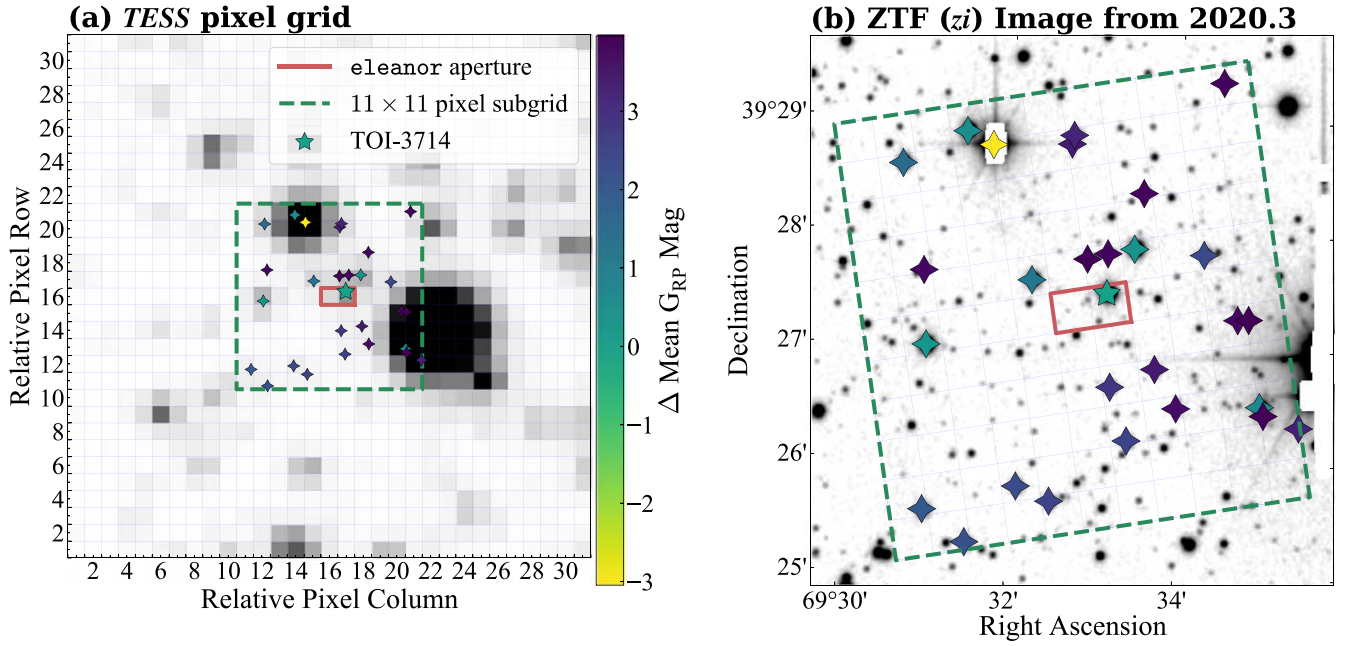 (a) TESS pixel grid
Relative Pixel Row
30
28
26
24
22
20
18
16
14
12
10
8
6
4
2
2 4 6 8 10 12 14 16 18 20 22 24 26 28 30
Relative Pixel Column
eleanor aperture
11 × 11 pixel subgrid
TOI-3714
3
2
1
0
−1
−2
−3
Δ Mean G_RP Mag
(b) ZTF (zi) Image from 2020.3
Declination
39°29'
28'
27'
26'
25'
69°30' 32' 34'
Right Ascension